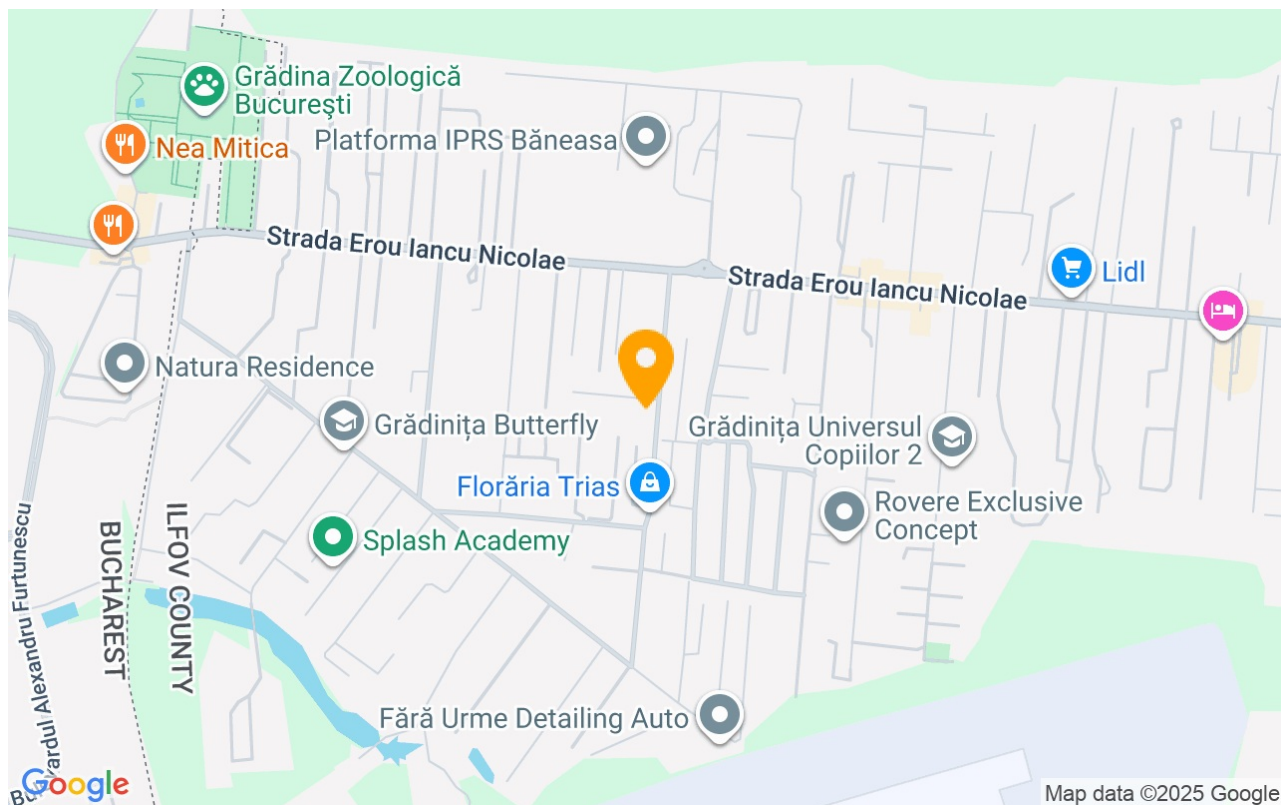 Grădina Zoologică
Bucureşti
Nea Mitica
Platforma IPRS Băneasa
Strada Erou Iancu Nicolae
Strada Erou Iancu Nicolae
Lidl
Natura Residence
Grădinița Butterfly
Grădinița Universul
Copiilor 2
Florăria Trias
Rovere Exclusive
Concept
Splash Academy
ILFOV COUNTY
BUCHAREST
Bulevardul Alexandru Furtunescu
Fără Urme Detailing Auto
Google
Map data ©2025 Google